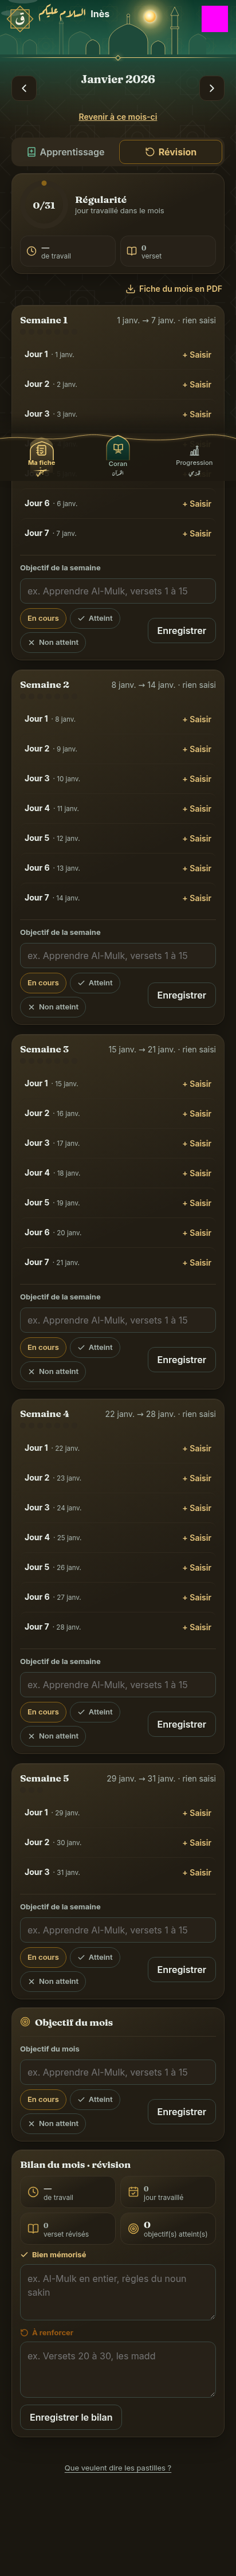 ق
السلام عليكم Inès
Janvier 2026
Revenir à ce mois-ci
Apprentissage
Révision
0/31
Régularité
jour travaillé dans le mois
—
de travail
0
verset
Fiche du mois en PDF
Semaine 1 1 janv. → 7 janv. · rien saisi
Jour 1 · 1 janv. + Saisir
Jour 2 · 2 janv. + Saisir
Jour 3 · 3 janv. + Saisir
Ma fiche
Coran
القرآن
Progression
Jour 6 · 6 janv. + Saisir
Jour 7 · 7 janv. + Saisir
Objectif de la semaine
ex. Apprendre Al-Mulk, versets 1 à 15
En cours Atteint
Non atteint
Enregistrer
Semaine 2 8 janv. → 14 janv. · rien saisi
Jour 1 · 8 janv. + Saisir
Jour 2 · 9 janv. + Saisir
Jour 3 · 10 janv. + Saisir
Jour 4 · 11 janv. + Saisir
Jour 5 · 12 janv. + Saisir
Jour 6 · 13 janv. + Saisir
Jour 7 · 14 janv. + Saisir
Objectif de la semaine
ex. Apprendre Al-Mulk, versets 1 à 15
En cours Atteint
Non atteint
Enregistrer
Semaine 3 15 janv. → 21 janv. · rien saisi
Jour 1 · 15 janv. + Saisir
Jour 2 · 16 janv. + Saisir
Jour 3 · 17 janv. + Saisir
Jour 4 · 18 janv. + Saisir
Jour 5 · 19 janv. + Saisir
Jour 6 · 20 janv. + Saisir
Jour 7 · 21 janv. + Saisir
Objectif de la semaine
ex. Apprendre Al-Mulk, versets 1 à 15
En cours Atteint
Non atteint
Enregistrer
Semaine 4 22 janv. → 28 janv. · rien saisi
Jour 1 · 22 janv. + Saisir
Jour 2 · 23 janv. + Saisir
Jour 3 · 24 janv. + Saisir
Jour 4 · 25 janv. + Saisir
Jour 5 · 26 janv. + Saisir
Jour 6 · 27 janv. + Saisir
Jour 7 · 28 janv. + Saisir
Objectif de la semaine
ex. Apprendre Al-Mulk, versets 1 à 15
En cours Atteint
Non atteint
Enregistrer
Semaine 5 29 janv. → 31 janv. · rien saisi
Jour 1 · 29 janv. + Saisir
Jour 2 · 30 janv. + Saisir
Jour 3 · 31 janv. + Saisir
Objectif de la semaine
ex. Apprendre Al-Mulk, versets 1 à 15
En cours Atteint
Non atteint
Enregistrer
Objectif du mois
Objectif du mois
ex. Apprendre Al-Mulk, versets 1 à 15
En cours Atteint
Non atteint
Enregistrer
Bilan du mois · révision
—
de travail
0
jour travaillé
0
verset révisés
0
objectif(s) atteint(s)
Bien mémorisé
ex. Al-Mulk en entier, règles du noun
sakin
À renforcer
ex. Versets 20 à 30, les madd
Enregistrer le bilan
Que veulent dire les pastilles ?